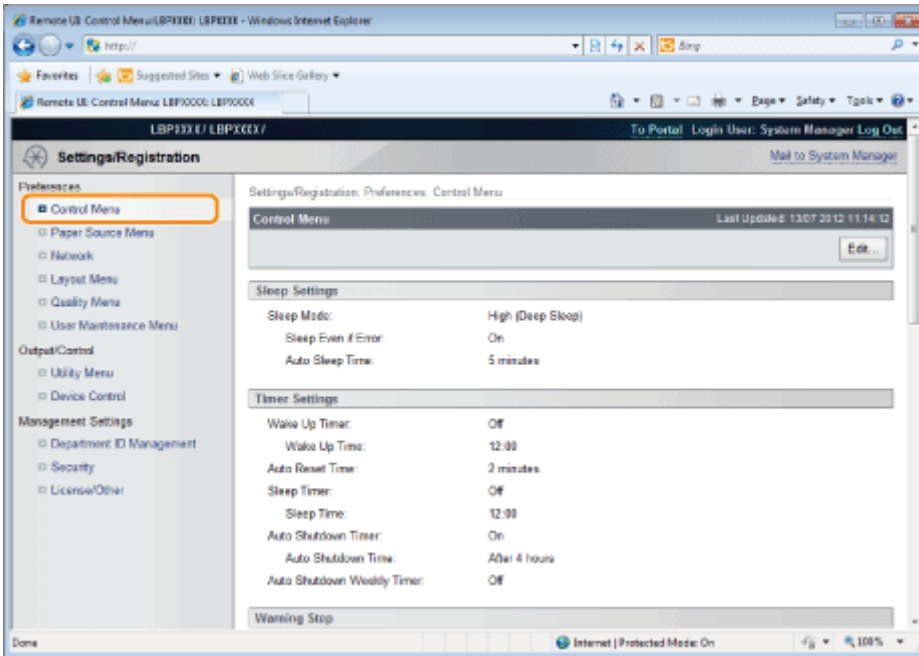 Remote UI: Control Menu:LBPXXXX: LBPXXXX - Windows Internet Explorer
http://
Bing
Favorites Suggested Sites Web Slice Gallery
Remote UI: Control Menu: LBPXXXX: LBPXXXX
Page Safety Tools
LBPXXXX / LBPXXXX /
To Portal Login User: System Manager Log Out
Settings/Registration
Mail to System Manager
Preferences
Control Menu
Paper Source Menu
Network
Layout Menu
Quality Menu
User Maintenance Menu
Output/Control
Utility Menu
Device Control
Management Settings
Department ID Management
Security
License/Other
Settings/Registration: Preferences: Control Menu
Control Menu Last Updated: 13/07 2012 11:14:12
Edit...
Sleep Settings
Sleep Mode: High (Deep Sleep)
Sleep Even if Error: On
Auto Sleep Time: 5 minutes
Timer Settings
Wake Up Timer: Off
Wake Up Time: 12:00
Auto Reset Time: 2 minutes
Sleep Timer: Off
Sleep Time: 12:00
Auto Shutdown Timer: On
Auto Shutdown Time: After 4 hours
Auto Shutdown Weekly Timer: Off
Warning Step
Done Internet | Protected Mode: On 100%